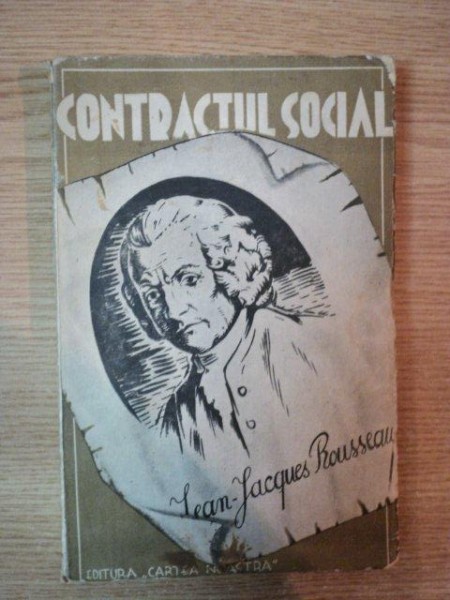 CONTRACTUL SOCIAL
Jean-Jacques Rousseau
EDITURA „CARTEA